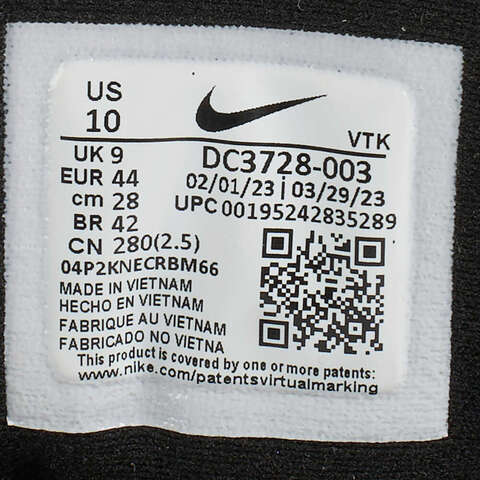 US
10
VTK
UK 9
EUR 44
cm 28
BR 42
CN 280(2.5)
DC3728-003
02/01/23 | 03/29/23
UPC 00195242835289
04P2KNECRBM66
MADE IN VIETNAM
HECHO EN VIETNAM
FABRIQUE AU VIETNAM
FABRICADO NO VIETNA
This product is covered by one or more patents:
www.nike.com/patentsvirtualmarking